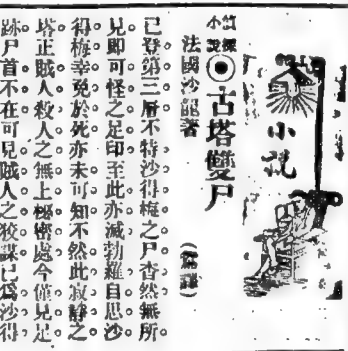 小說
偵探
小說
◉古塔雙尸
法國沙龍著
已登第三層不特沙得梅之尸杳然無所
見即可怪之足印至此亦滅勃羅自思沙
得梅幸免於死亦未可知不然此寂靜之
塔正賊人殺人之無上秘密處今僅見足
跡尸首不在可見賊人之狡謀已爲沙得